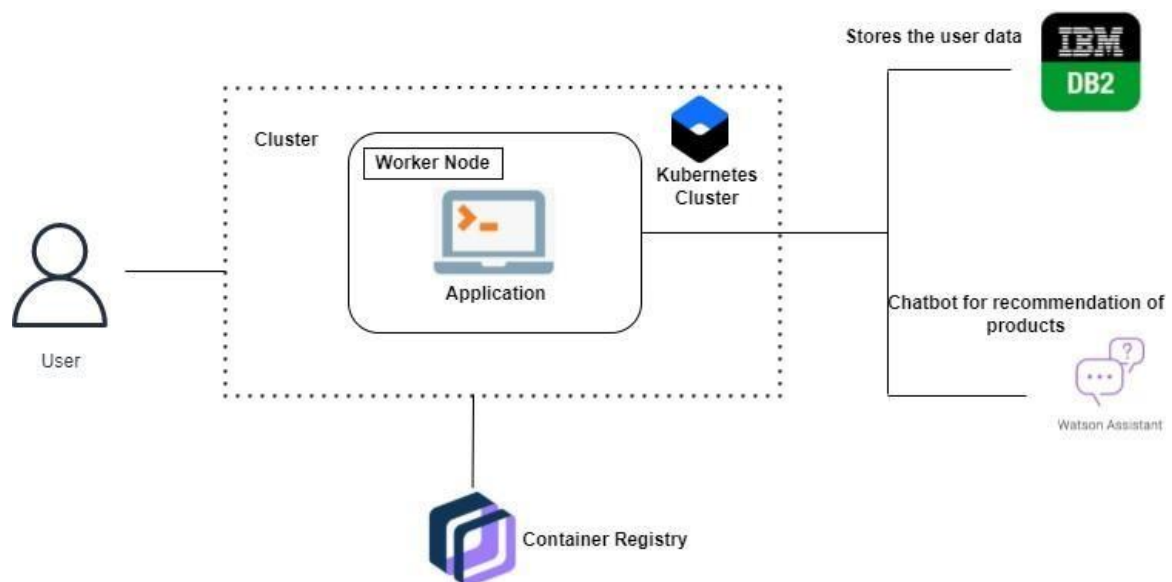 Stores the user data
IBM
DB2
Cluster
Worker Node
Kubernetes
Cluster
Application
User
Chatbot for recommendation of
products
?
Watson Assistant
Container Registry